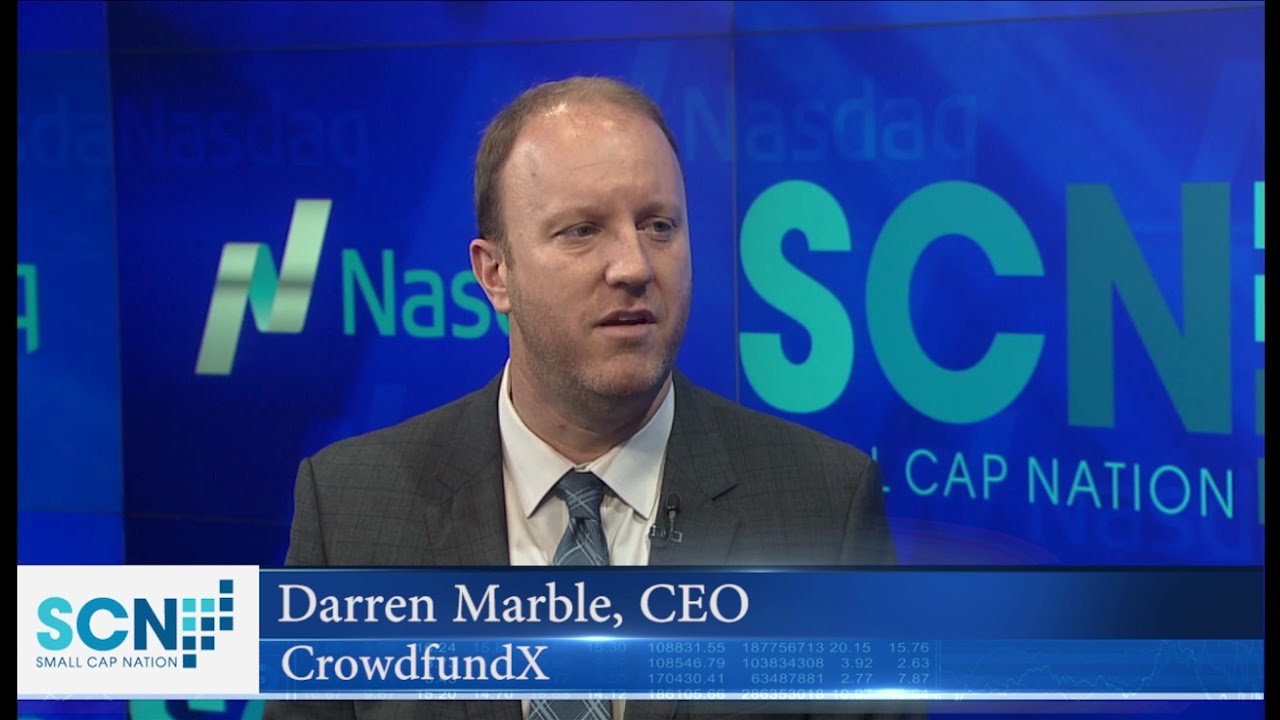 Nasdaq
Nasdaq
Nasdaq
SCN
CAP NATION
SCN
SMALL CAP NATION
Darren Marble, CEO
CrowdfundX
108831.55 187756713 20.15 15.76
108546.79 103834308 3.92 2.63
170430.41 63487881 2.77 7.87